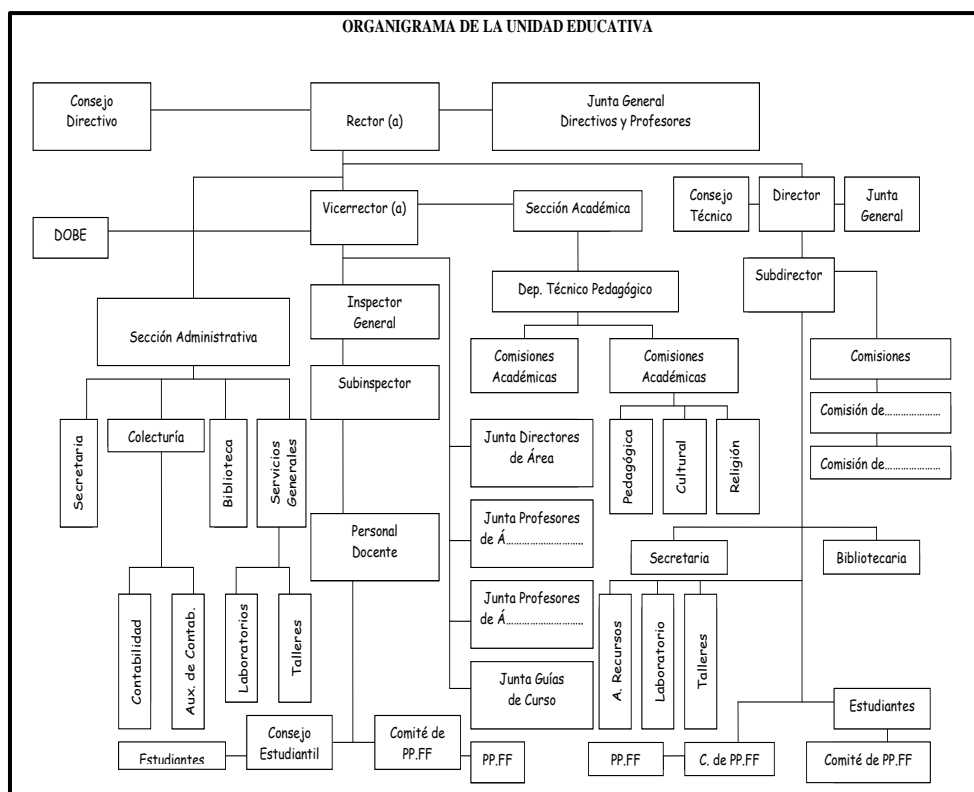 ORGANIGRAMA DE LA UNIDAD EDUCATIVA
Consejo
Directivo
Rector (a)
Junta General
Directivos y Profesores
Vicerrector (a)
Sección Académica
Consejo
Técnico
Director
Junta
General
DOBE
Subdirector
Dep. Técnico Pedagógico
Inspector
General
Sección Administrativa
Comisiones
Académicas
Comisiones
Académicas
Comisiones
Subinspector
Secretaria
Colecturía
Biblioteca
Servicios
Generales
Junta Directores
de Área
Pedagógica
Cultural
Religión
Comisión de.....................
Comisión de.....................
Personal
Docente
Junta Profesores
de Á...........................
Secretaria
Bibliotecaria
Contabilidad
Aux. de Contab.
Laboratorios
Talleres
Junta Profesores
de Á...........................
A. Recursos
Laboratorio
Talleres
Junta Guías
de Curso
Estudiantes
Estudiantes
Consejo
Estudiantil
Comité de
PP.FF
PP.FF
PP.FF
C. de PP.FF
Comité de PP.FF